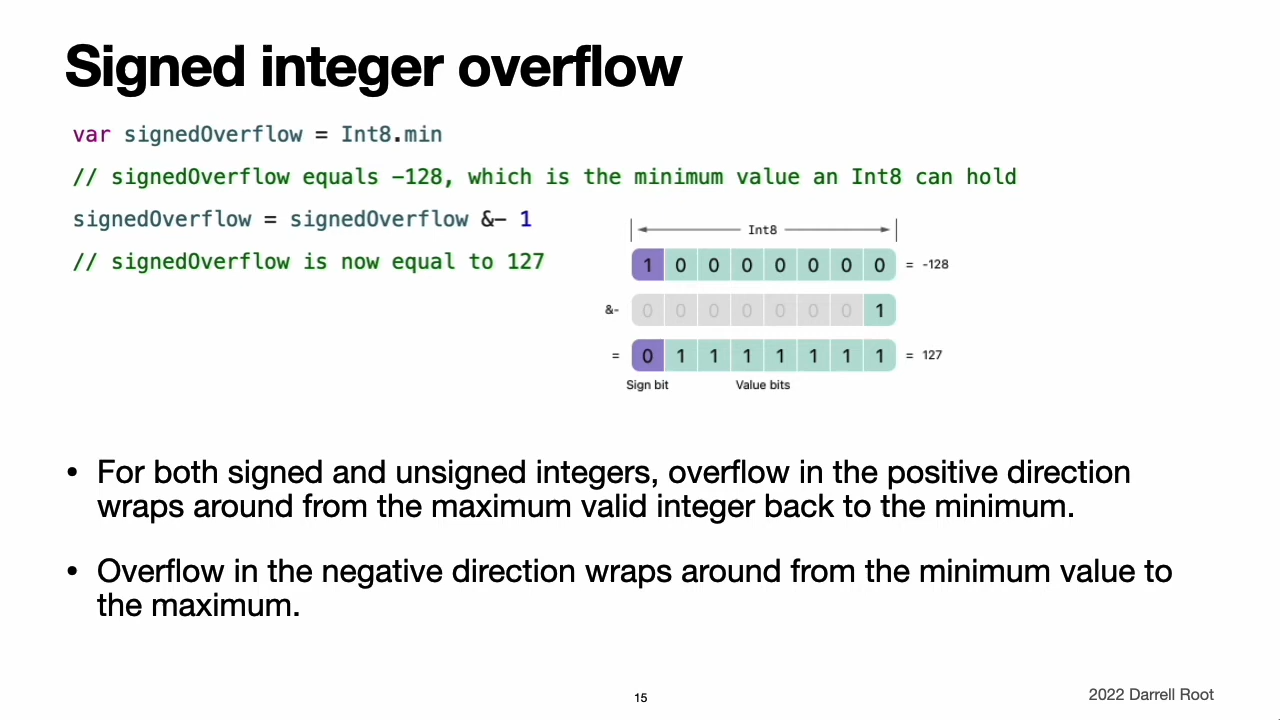 Signed integer overflow
var signedOverflow = Int8.min
// signedOverflow equals -128, which is the minimum value an Int8 can hold
signedOverflow = signedOverflow &- 1
// signedOverflow is now equal to 127
Int8
1 0 0 0 0 0 0 0 = -128
&- 0 0 0 0 0 0 0 1
= 0 1 1 1 1 1 1 1 = 127
Sign bit Value bits
• For both signed and unsigned integers, overflow in the positive direction
wraps around from the maximum valid integer back to the minimum.
• Overflow in the negative direction wraps around from the minimum value to
the maximum.
15
2022 Darrell Root